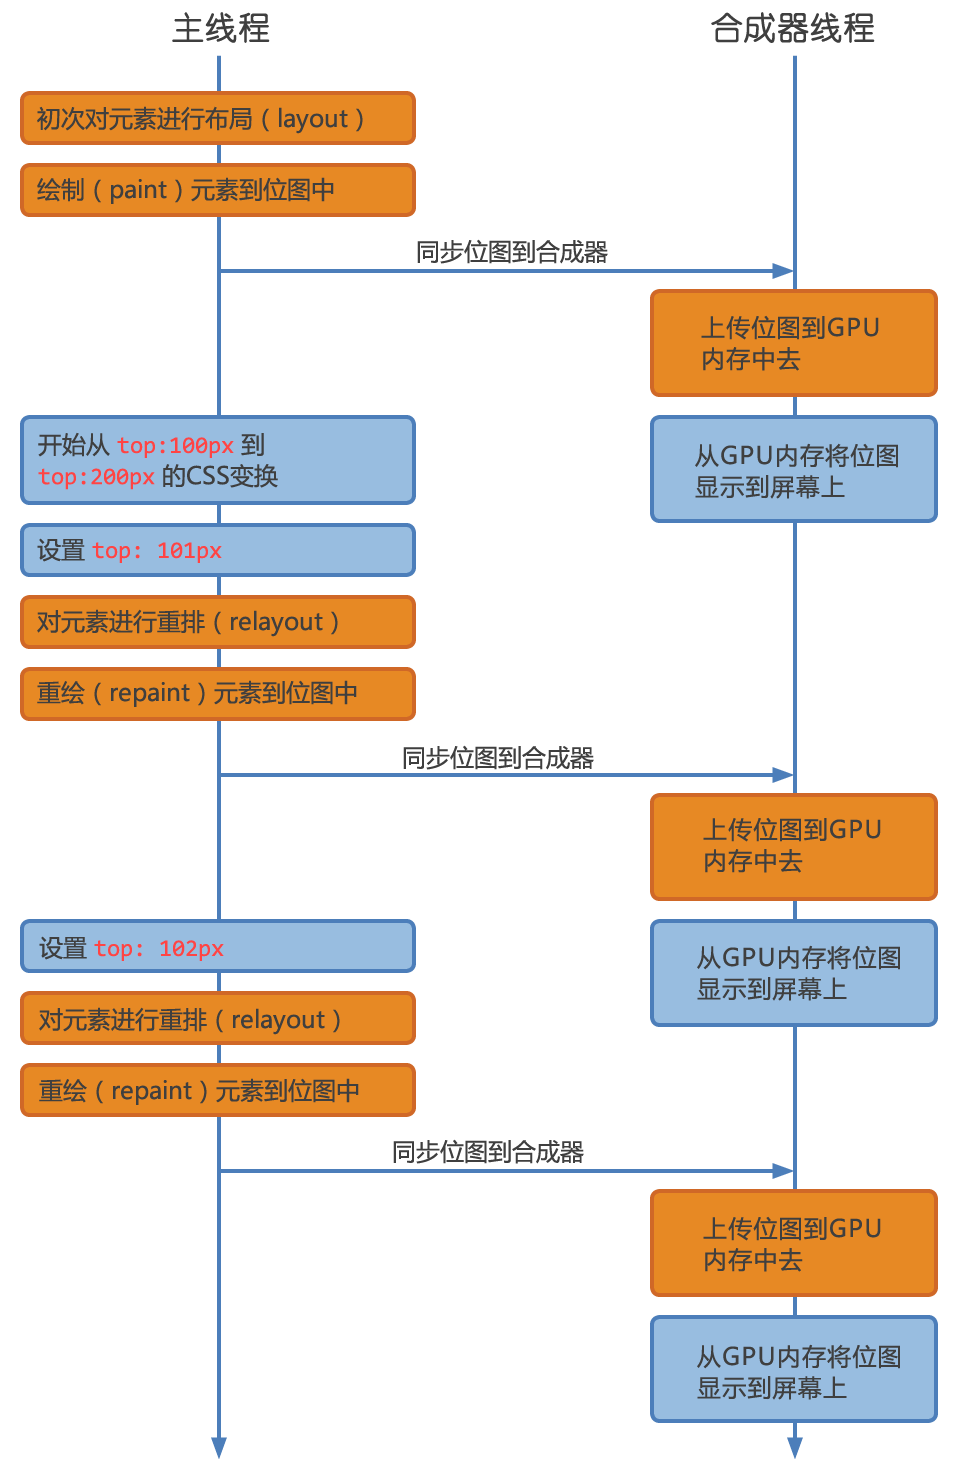 主线程
合成器线程
初次对元素进行布局（layout）
绘制（paint）元素到位图中
同步位图到合成器
上传位图到GPU
内存中去
开始从 top:100px 到
top:200px 的CSS变换
从GPU内存将位图
显示到屏幕上
设置 top: 101px
对元素进行重排（relayout）
重绘（repaint）元素到位图中
同步位图到合成器
上传位图到GPU
内存中去
设置 top: 102px
从GPU内存将位图
显示到屏幕上
对元素进行重排（relayout）
重绘（repaint）元素到位图中
同步位图到合成器
上传位图到GPU
内存中去
从GPU内存将位图
显示到屏幕上